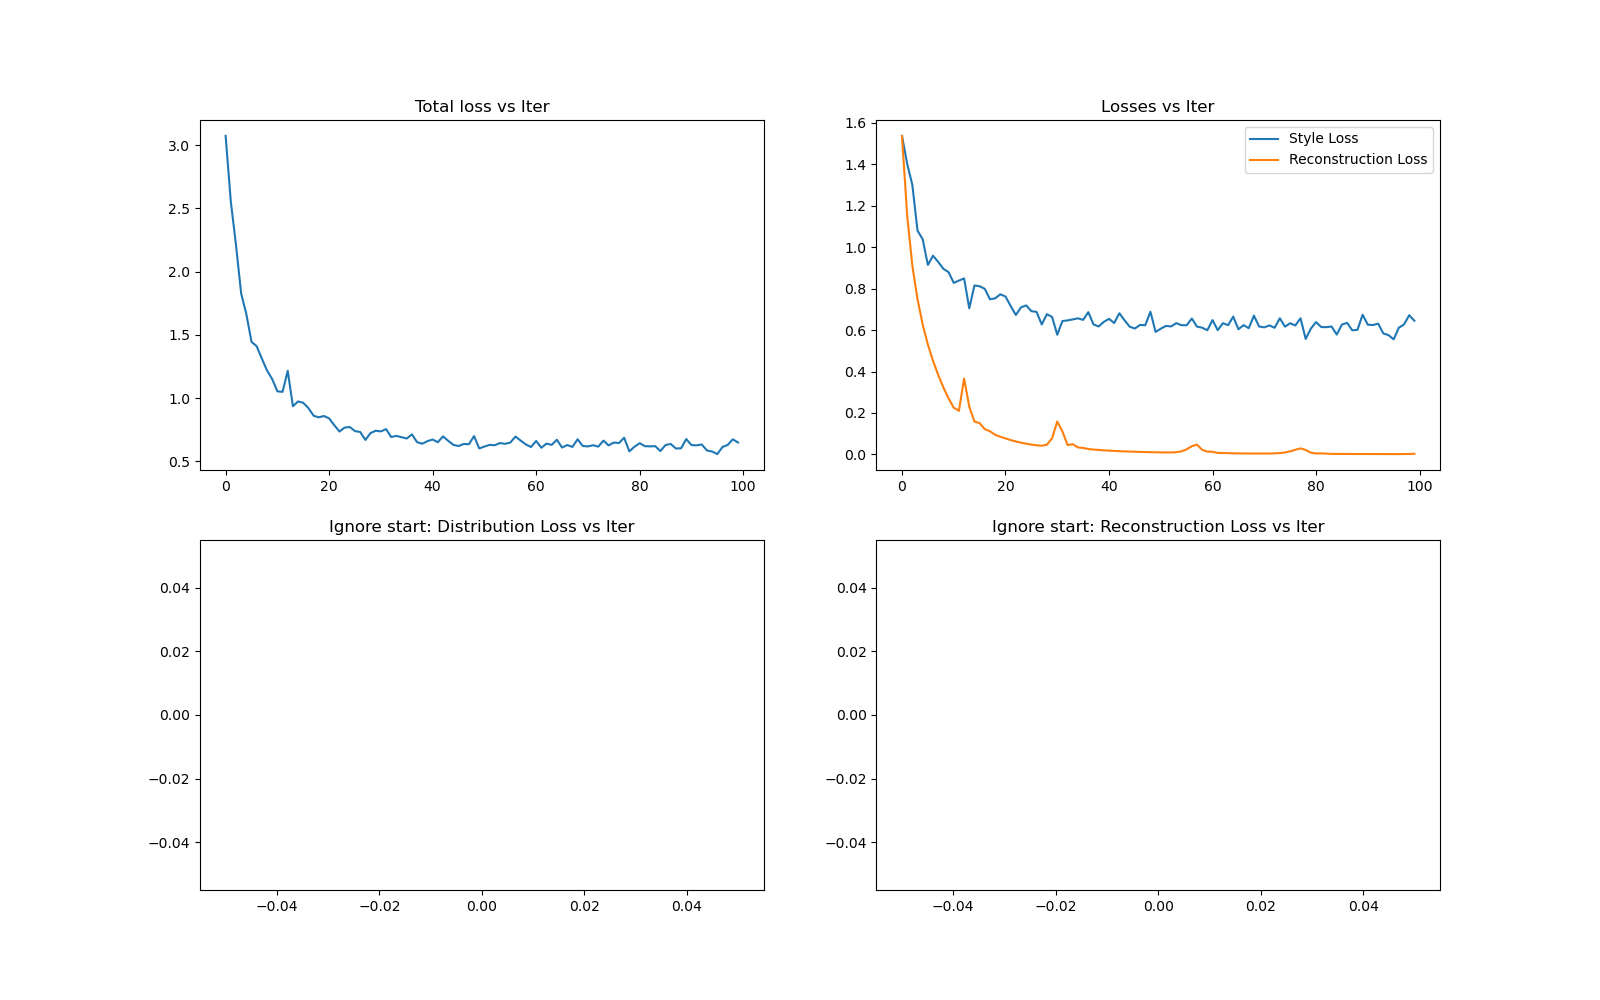 Total loss vs Iter
3.0
2.5
2.0
1.5
1.0
0.5
0 20 40 60 80 100
Losses vs Iter
1.6
1.4
1.2
1.0
0.8
0.6
0.4
0.2
0.0
Style Loss
Reconstruction Loss
0 20 40 60 80 100
Ignore start: Distribution Loss vs Iter
0.04
0.02
0.00
−0.02
−0.04
−0.04 −0.02 0.00 0.02 0.04
Ignore start: Reconstruction Loss vs Iter
0.04
0.02
0.00
−0.02
−0.04
−0.04 −0.02 0.00 0.02 0.04